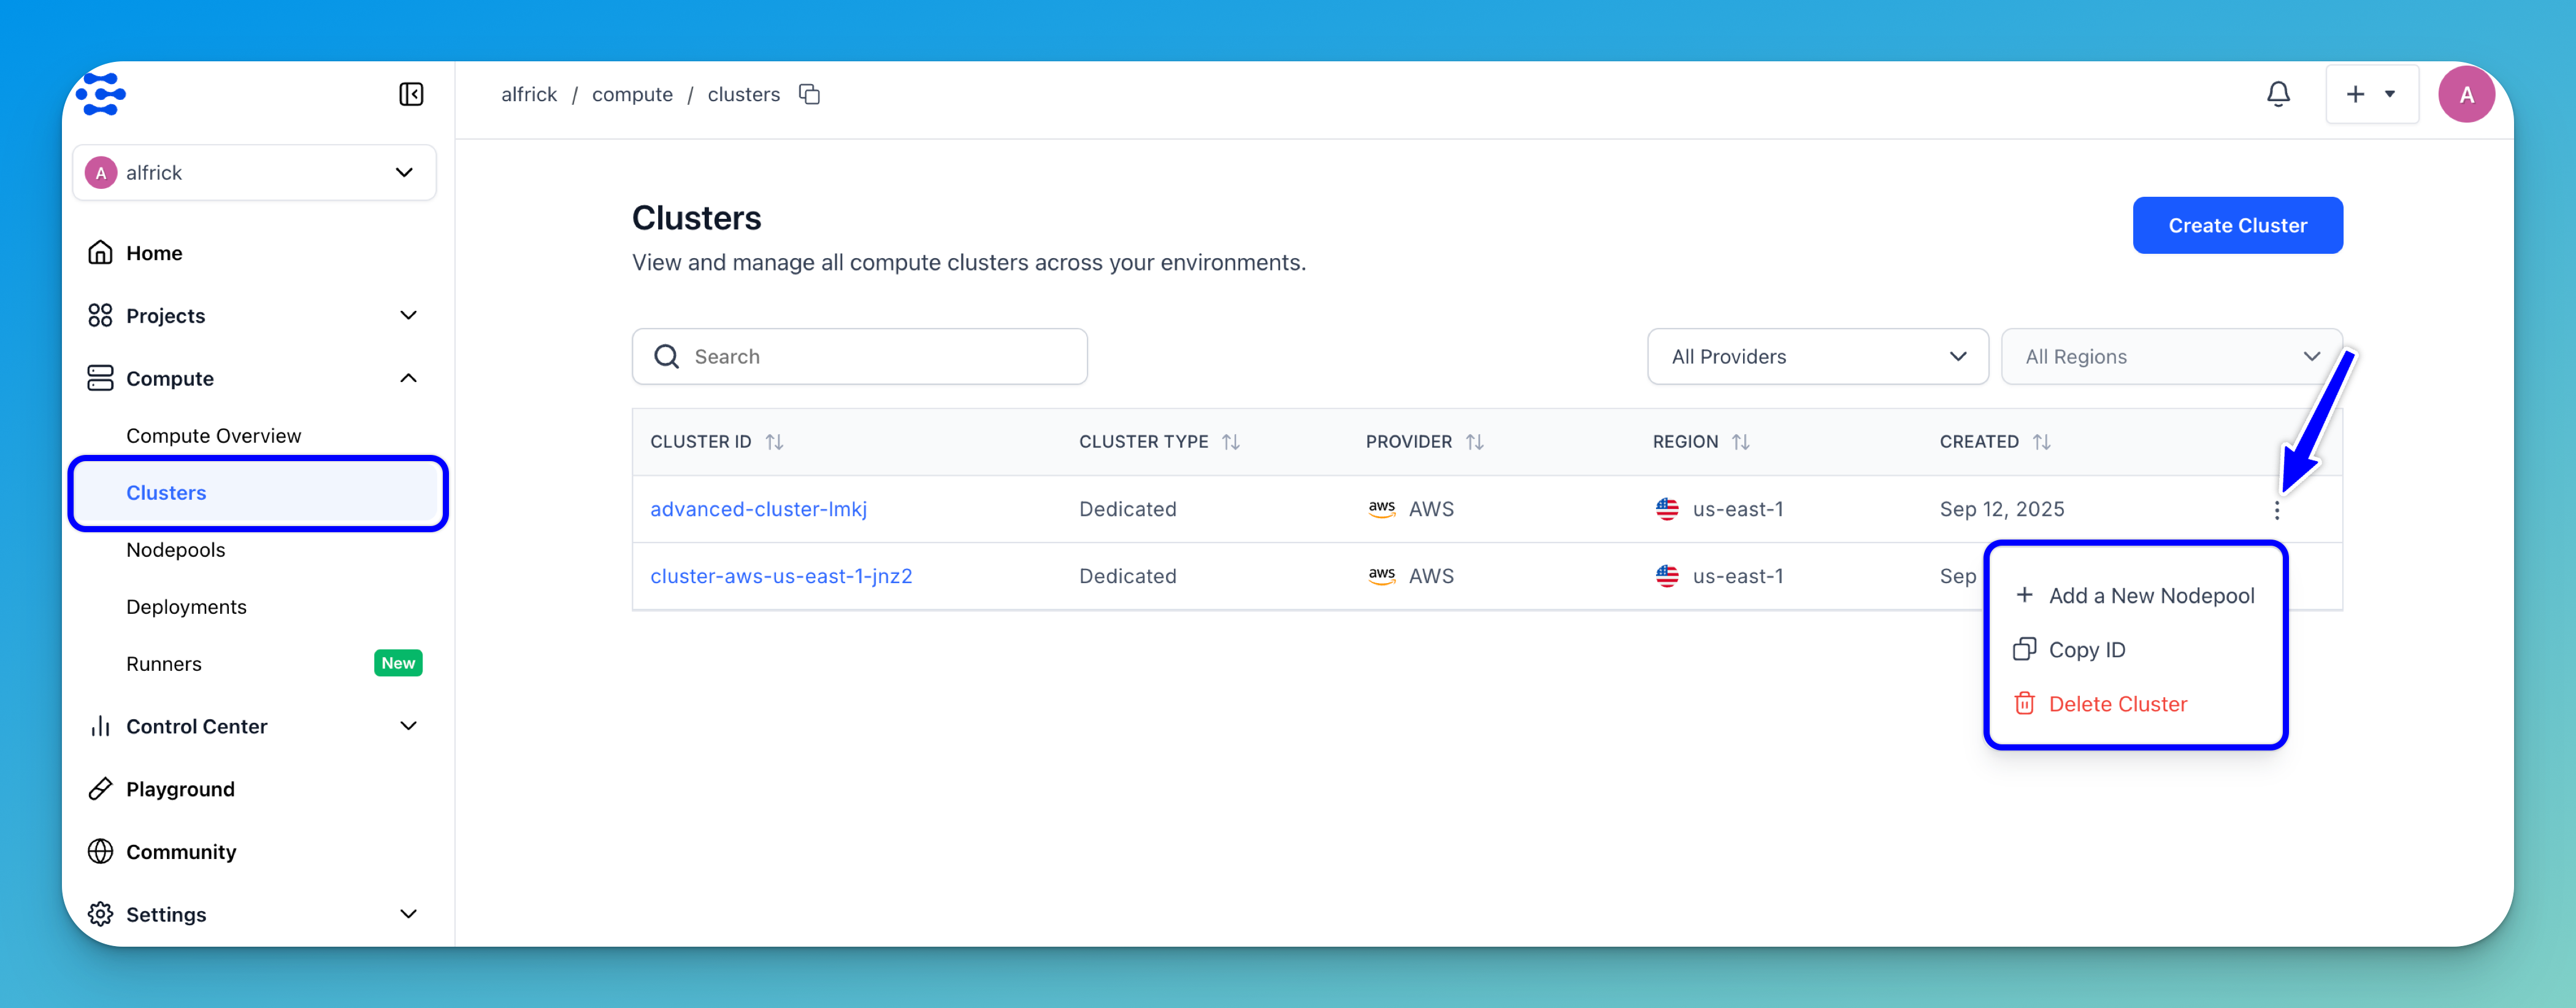 alfrick / compute / clusters
A
A alfrick
Home
Projects
Compute
Compute Overview
Clusters
Nodepools
Deployments
Runners New
Control Center
Playground
Community
Settings
Clusters
View and manage all compute clusters across your environments.
Create Cluster
Search
All Providers
All Regions
CLUSTER ID CLUSTER TYPE PROVIDER REGION CREATED
advanced-cluster-lmkj Dedicated aws AWS us-east-1 Sep 12, 2025
cluster-aws-us-east-1-jnz2 Dedicated aws AWS us-east-1 Sep
Add a New Nodepool
Copy ID
Delete Cluster